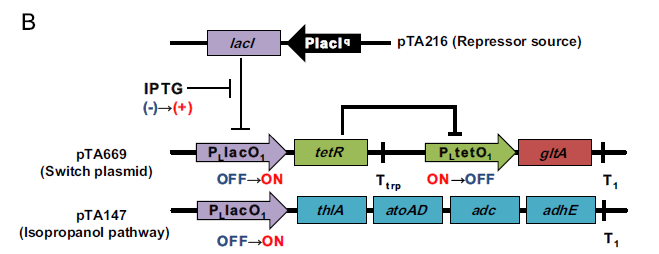 B
lacI PlacIq pTA216 (Repressor source)
IPTG
(-)→(+)
pTA669
(Switch plasmid)
PLlacO1 tetR Ttrp PLtetO1 gltA T1
OFF→ON ON→OFF
pTA147
(Isopropanol pathway)
PLlacO1 thlA atoAD adc adhE T1
OFF→ON